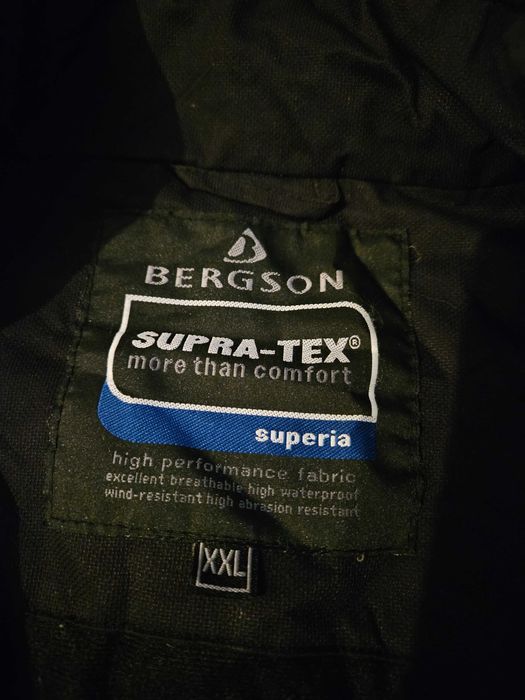 BERGSON
SUPRA-TEX®
more than comfort
superia
high performance fabric
excellent breathable high waterproof
wind-resistant high abrasion resistant
XXL